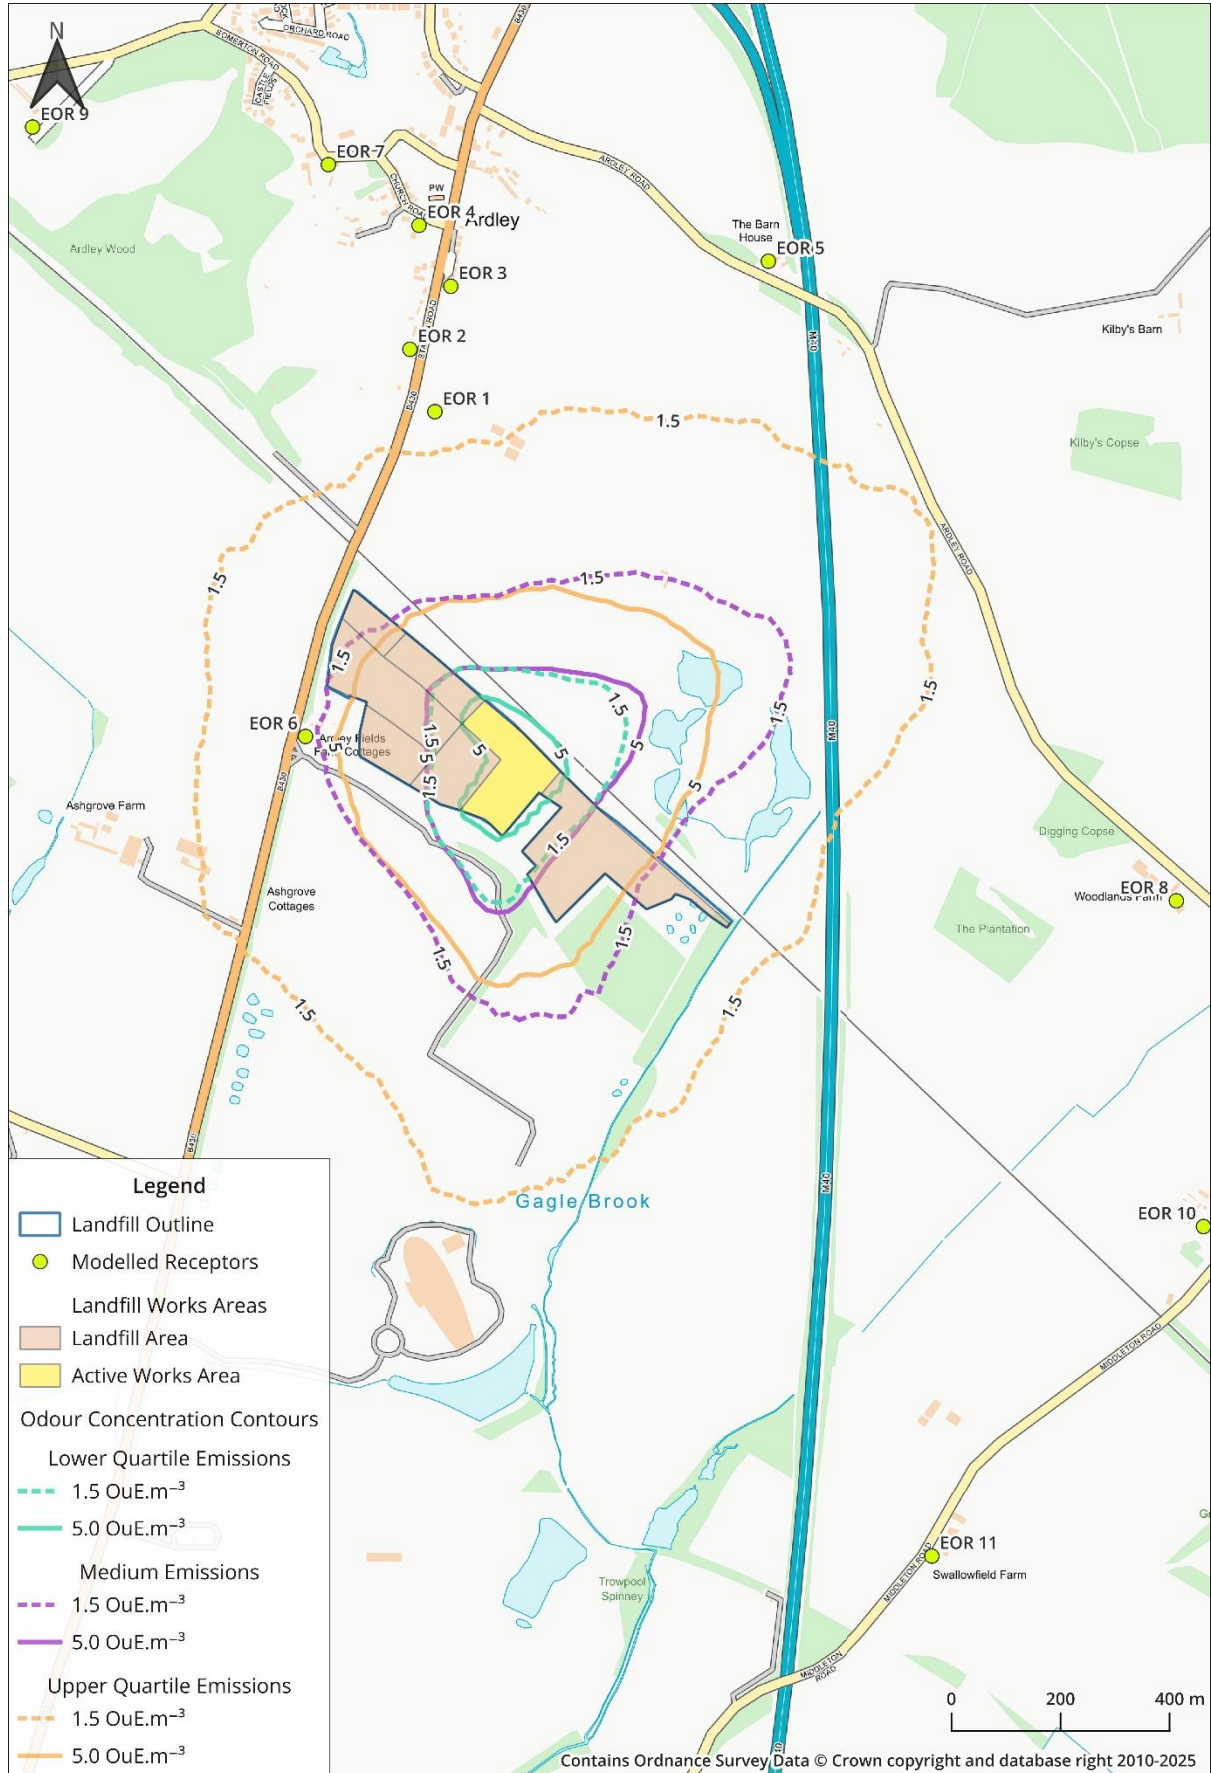 N
ORCHARD ROAD
B430
SOMERTON ROAD
CASTLE
FIELDS
EOR 9
EOR 7
ARDLEY ROAD
CHURCH ROAD
PW
EOR 4
Ardley
The Barn
House
EOR 5
Ardley Wood
EOR 3
Kilby's Barn
M40
EOR 2
B430
EOR 1
1.5
Kilby's Copse
ARDLEY ROAD
1.5
1.5
1.5
1.5
1.5
1.5
EOR 6
Ardley Fields
Farm Cottages
5
1.5
5
5
5
5
M40
B430
1.5
5
Ashgrove Farm
1.5
Digging Copse
Ashgrove
Cottages
EOR 8
Woodlands Farm
The Plantation
1.5
1.5
1.5
1.5
B430
M40
Gagle Brook
EOR 10
MIDDLETON ROAD
EOR 11
MIDDLETON ROAD
Swallowfield Farm
Trowpool
Spinney
MIDDLETON
ROAD
Legend
Landfill Outline
Modelled Receptors
Landfill Works Areas
Landfill Area
Active Works Area
Odour Concentration Contours
Lower Quartile Emissions
1.5 OuE.m⁻³
5.0 OuE.m⁻³
Medium Emissions
1.5 OuE.m⁻³
5.0 OuE.m⁻³
Upper Quartile Emissions
1.5 OuE.m⁻³
5.0 OuE.m⁻³
0 200 400 m
Contains Ordnance Survey Data © Crown copyright and database right 2010-2025